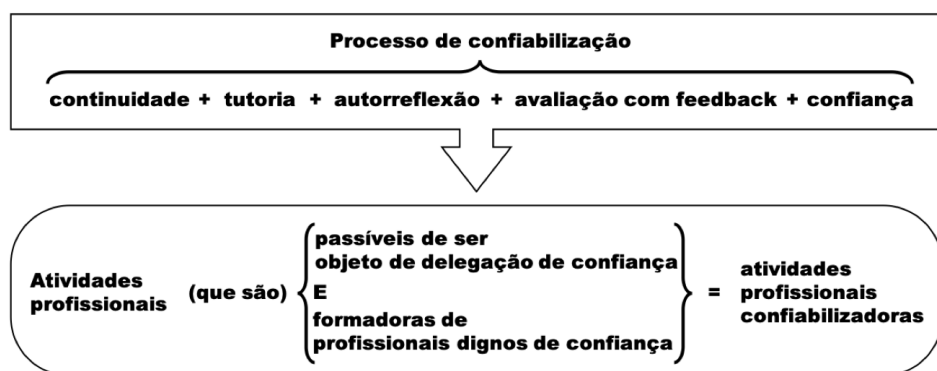 Processo de confiabilização
continuidade + tutoria + autorreflexão + avaliação com feedback + confiança
Atividades
profissionais
(que são)
passíveis de ser
objeto de delegação de confiança
E
formadoras de
profissionais dignos de confiança
=
atividades
profissionais
confiabilizadoras